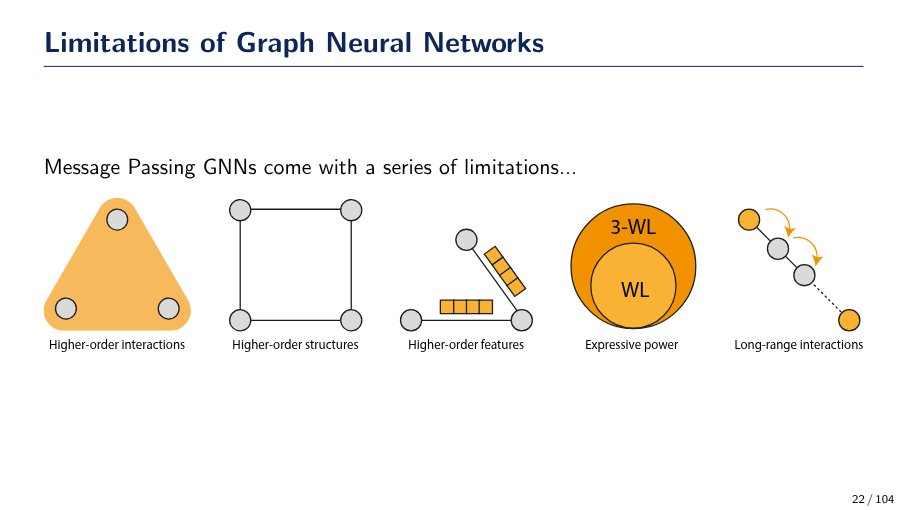 Limitations of Graph Neural Networks
Message Passing GNNs come with a series of limitations...
3-WL
WL
Higher-order interactions
Higher-order structures
Higher-order features
Expressive power
Long-range interactions
22 / 104